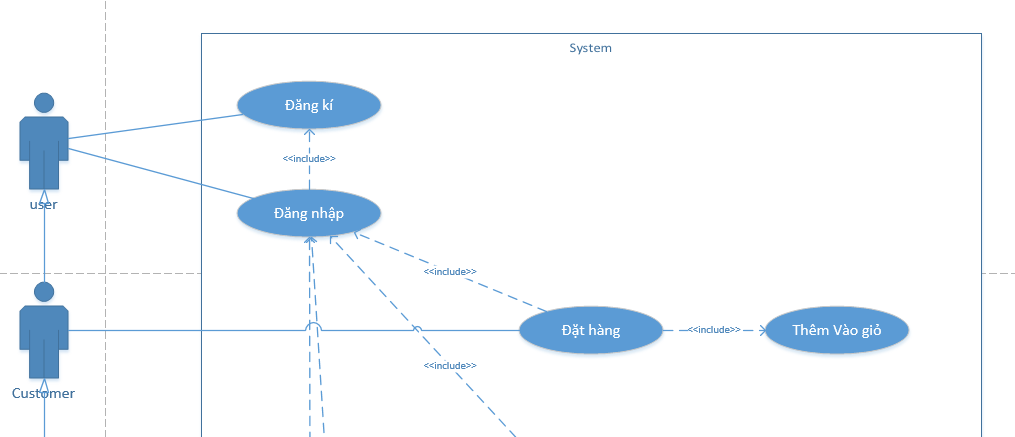 System
Đăng kí
<<include>>
user
Đăng nhập
<<include>>
Customer
Đặt hàng
<<include>>
Thêm Vào giỏ
<<include>>